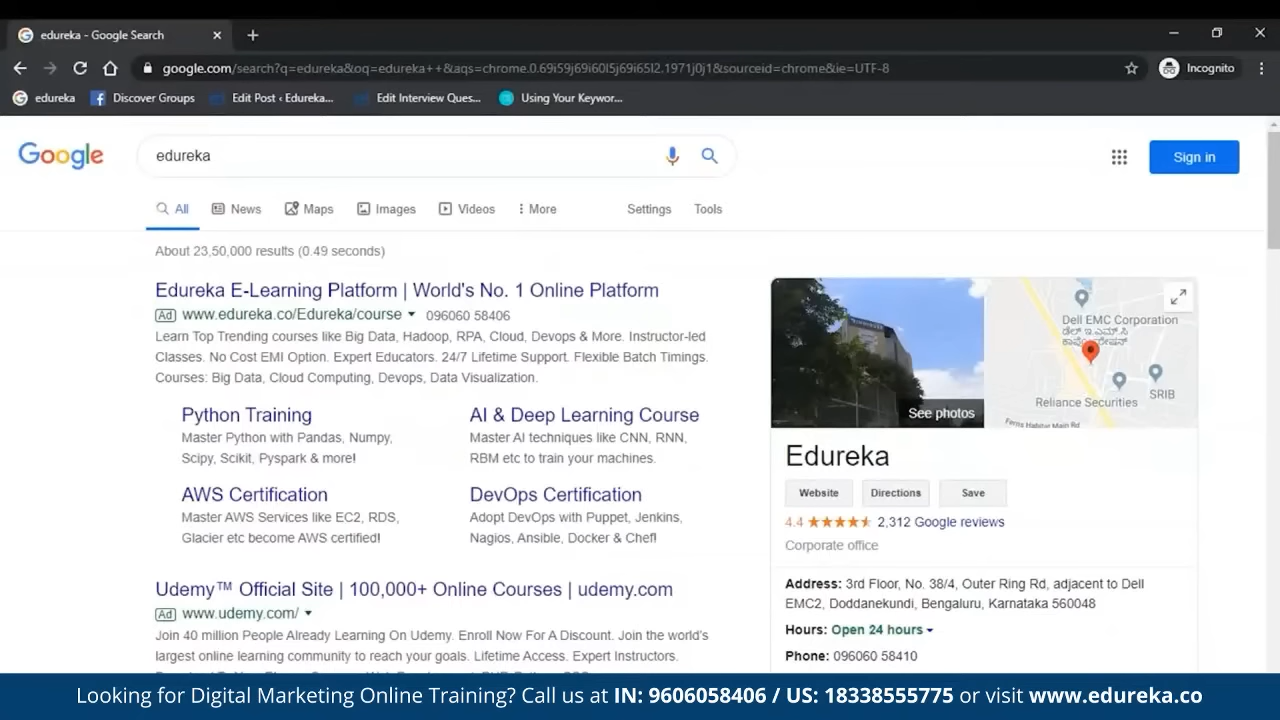 edureka - Google Search
google.com/search?q=edureka&oq=edureka++&aqs=chrome.0.69i59j69i60l5j69i65l2.1971j0j1&sourceid=chrome&ie=UTF-8
Incognito
edureka
Discover Groups
Edit Post ‹ Edureka...
Edit Interview Ques...
Using Your Keywor...
Google
edureka
Sign in
All
News
Maps
Images
Videos
More
Settings
Tools
About 23,50,000 results (0.49 seconds)
Edureka E-Learning Platform | World's No. 1 Online Platform
Ad www.edureka.co/Edureka/course 096060 58406
Learn Top Trending courses like Big Data, Hadoop, RPA, Cloud, Devops & More. Instructor-led
Classes. No Cost EMI Option. Expert Educators. 24/7 Lifetime Support. Flexible Batch Timings.
Courses: Big Data, Cloud Computing, Devops, Data Visualization.
Python Training
Master Python with Pandas, Numpy,
Scipy, Scikit, Pyspark & more!
AI & Deep Learning Course
Master AI techniques like CNN, RNN,
RBM etc to train your machines.
AWS Certification
Master AWS Services like EC2, RDS,
Glacier etc become AWS certified!
DevOps Certification
Adopt DevOps with Puppet, Jenkins,
Nagios, Ansible, Docker & Chef!
Udemy™ Official Site | 100,000+ Online Courses | udemy.com
Ad www.udemy.com/
Join 40 million People Already Learning On Udemy. Enroll Now For A Discount. Join the world's
largest online learning community to reach your goals. Lifetime Access. Expert Instructors.
See photos
Dell EMC Corporation
ಡೆಲ್ ಇ.ಎಮ್.ಸಿ
Reliance Securities
SRIB
Edureka
Website
Directions
Save
4.4 2,312 Google reviews
Corporate office
Address: 3rd Floor, No. 38/4, Outer Ring Rd, adjacent to Dell
EMC2, Doddanekundi, Bengaluru, Karnataka 560048
Hours: Open 24 hours
Phone: 096060 58410
Looking for Digital Marketing Online Training? Call us at IN: 9606058406 / US: 18338555775 or visit www.edureka.co